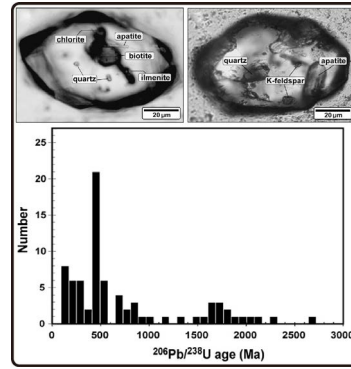 chlorite
apatite
biotite
quartz
ilmenite
20 μm
quartz
K-feldspar
apatite
20 μm
Number
25
20
15
10
5
0
0
500
1000
1500
2000
2500
3000
206Pb/238U age (Ma)